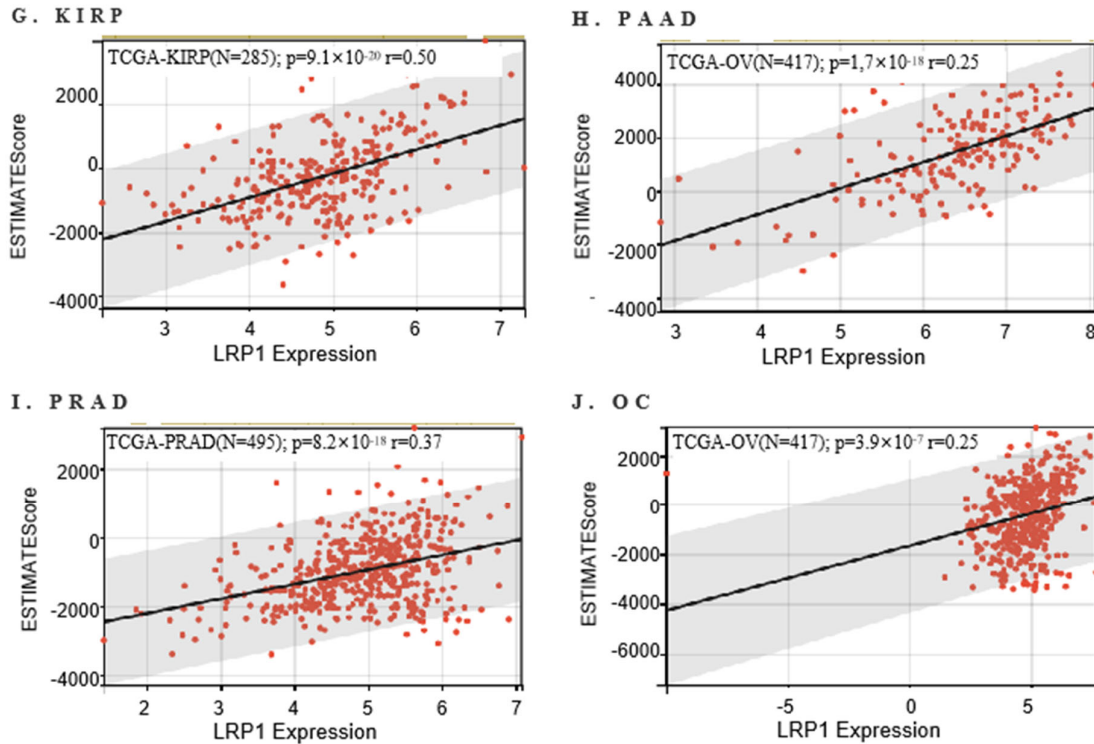 G. KIRP
TCGA-KIRP(N=285); p=9.1×10⁻²⁰ r=0.50
ESTIMATEScore
2000
0
-2000
-4000
3 4 5 6 7
LRP1 Expression
H. PAAD
TCGA-OV(N=417); p=1,7×10⁻¹⁸ r=0.25
ESTIMATEScore
4000
2000
0
-2000
-4000
3 4 5 6 7 8
LRP1 Expression
I. PRAD
TCGA-PRAD(N=495); p=8.2×10⁻¹⁸ r=0.37
ESTIMATEScore
2000
0
-2000
-4000
2 3 4 5 6 7
LRP1 Expression
J. OC
TCGA-OV(N=417); p=3.9×10⁻⁷ r=0.25
ESTIMATEScore
2000
0
-2000
-4000
-6000
-5 0 5
LRP1 Expression